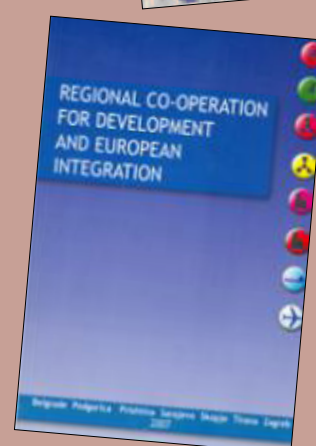 REGIONAL CO-OPERATION
FOR DEVELOPMENT
AND EUROPEAN
INTEGRATION
Belgrade Podgorica Prishtina Sarajevo Skopje Tirana Zagreb
2007